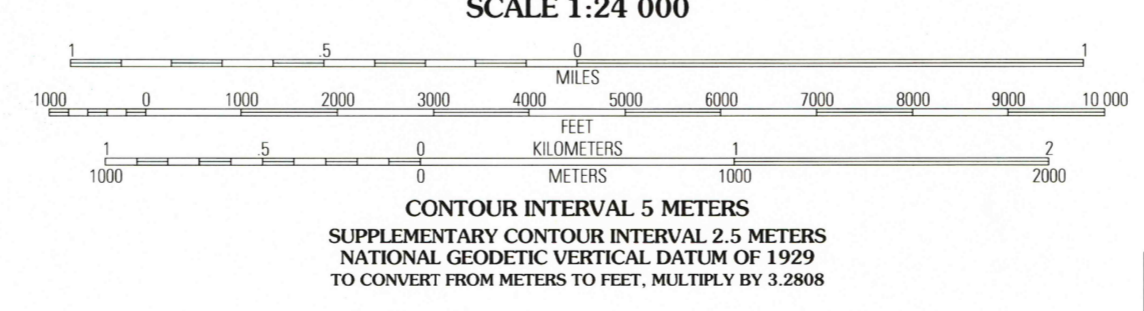 SCALE 1:24 000
1 .5 0 1
MILES
1000 0 1000 2000 3000 4000 5000 6000 7000 8000 9000 10 000
FEET
1 .5 0 KILOMETERS 1 2
1000 0 METERS 1000 2000
CONTOUR INTERVAL 5 METERS
SUPPLEMENTARY CONTOUR INTERVAL 2.5 METERS
NATIONAL GEODETIC VERTICAL DATUM OF 1929
TO CONVERT FROM METERS TO FEET, MULTIPLY BY 3.2808